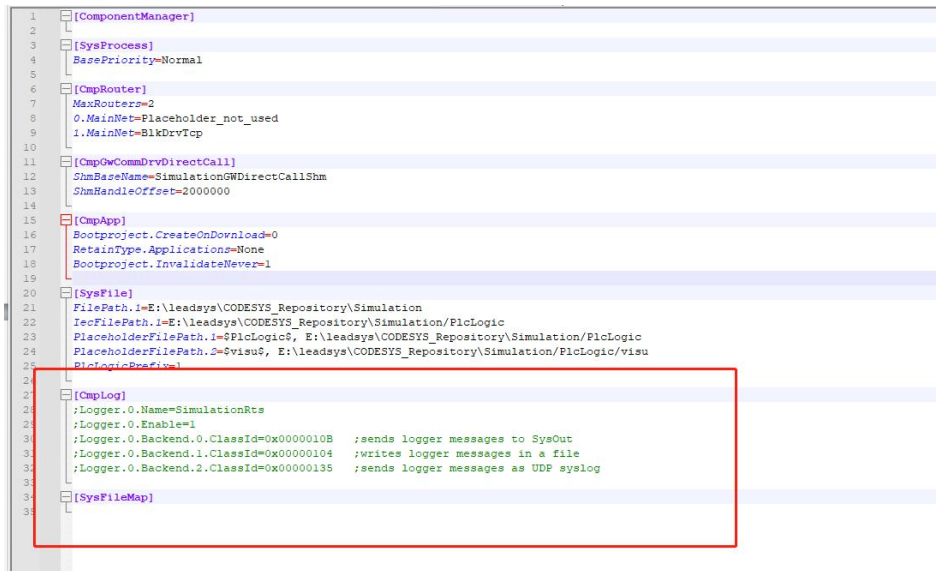 1 [ComponentManager]
2
3 [SysProcess]
4 BasePriority=Normal
5
6 [CmpRouter]
7 MaxRouters=2
8 0.MainNet=Placeholder_not_used
9 1.MainNet=BlkDrvTcp
10
11 [CmpGwCommDrvDirectCall]
12 ShmBaseName=SimulationGWDirectCallShm
13 ShmHandleOffset=2000000
14
15 [CmpApp]
16 Bootproject.CreateOnDownload=0
17 RetainType.Applications=None
18 Bootproject.InvalidateNever=1
19
20 [SysFile]
21 FilePath.1=E:\leadsys\CODESYS_Repository\Simulation
22 IecFilePath.1=E:\leadsys\CODESYS_Repository\Simulation/PlcLogic
23 PlaceholderFilePath.1=$PlcLogic$, E:\leadsys\CODESYS_Repository\Simulation/PlcLogic
24 PlaceholderFilePath.2=$visu$, E:\leadsys\CODESYS_Repository\Simulation/PlcLogic/visu
25 PlcLogicPrefix=1
26
27 [CmpLog]
28 ;Logger.0.Name=SimulationRts
29 ;Logger.0.Enable=1
30 ;Logger.0.Backend.0.ClassId=0x0000010B ;sends logger messages to SysOut
31 ;Logger.0.Backend.1.ClassId=0x00000104 ;writes logger messages in a file
32 ;Logger.0.Backend.2.ClassId=0x00000135 ;sends logger messages as UDP syslog
33
34 [SysFileMap]
35